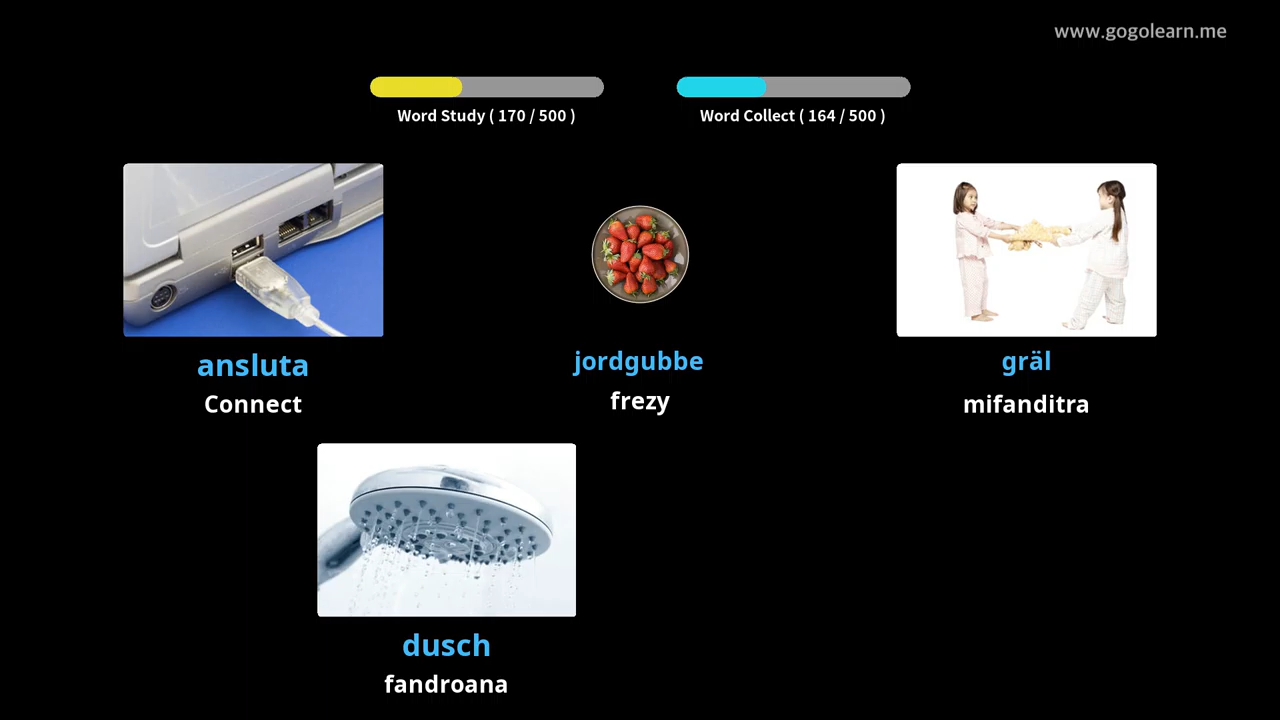 www.gogolearn.me
Word Study ( 170 / 500 )
Word Collect ( 164 / 500 )
ansluta
Connect
jordgubbe
frezy
gräl
mifanditra
dusch
fandroana